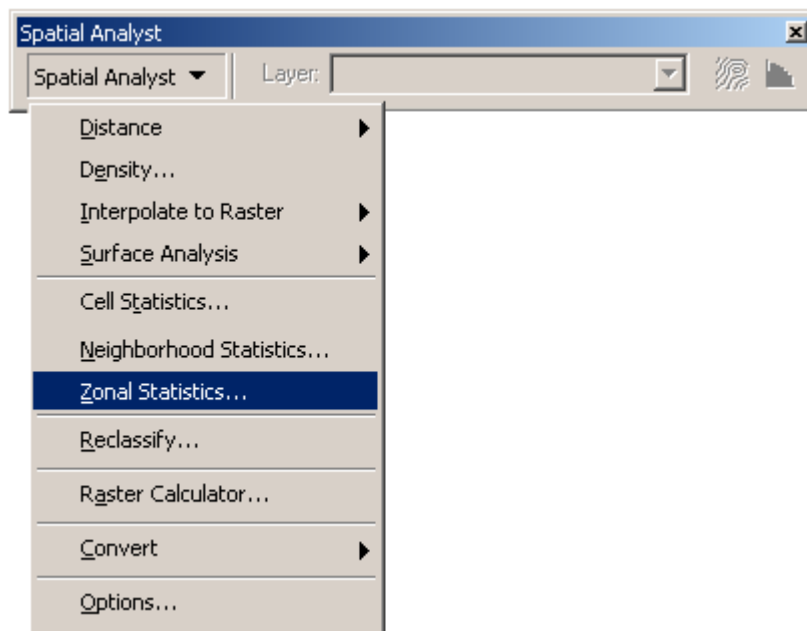 Spatial Analyst
Spatial Analyst Layer:
Distance
Density...
Interpolate to Raster
Surface Analysis
Cell Statistics...
Neighborhood Statistics...
Zonal Statistics...
Reclassify...
Raster Calculator...
Convert
Options...